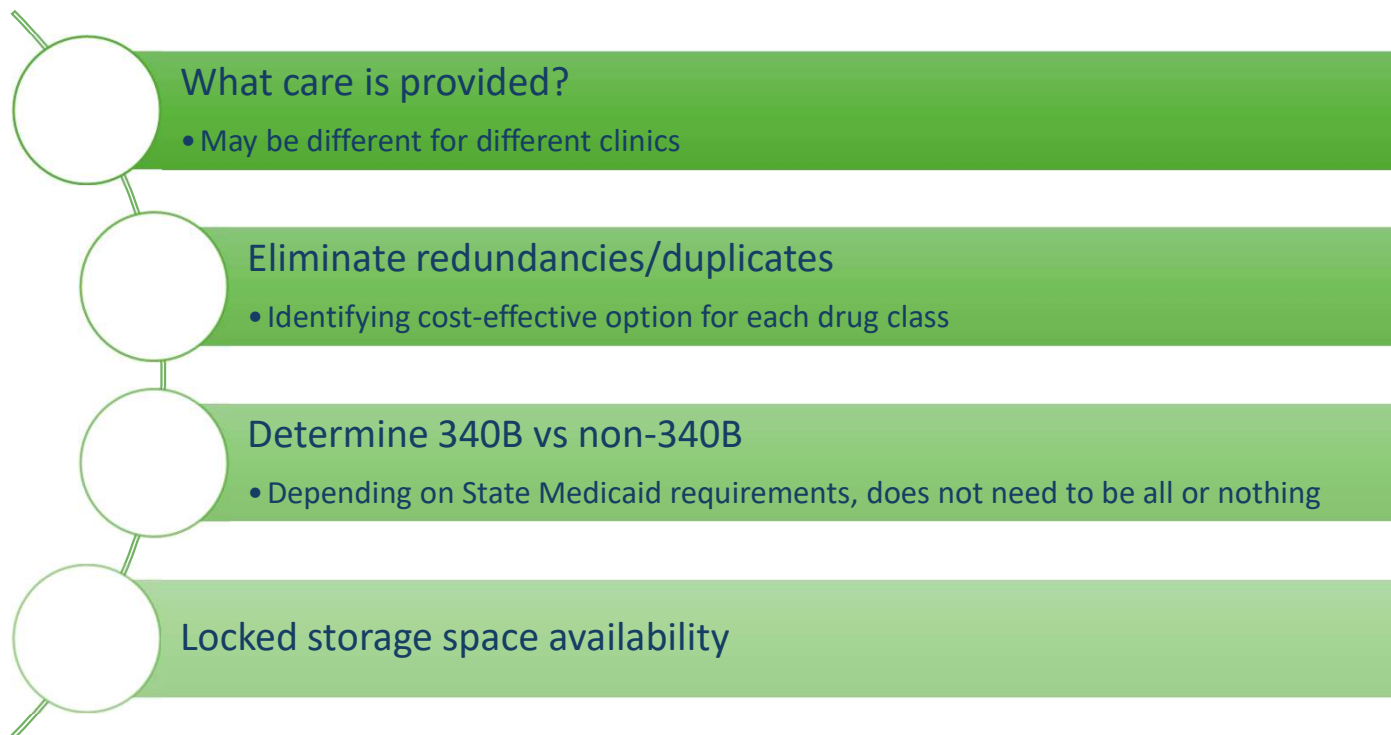 What care is provided?
• May be different for different clinics
Eliminate redundancies/duplicates
• Identifying cost-effective option for each drug class
Determine 340B vs non-340B
• Depending on State Medicaid requirements, does not need to be all or nothing
Locked storage space availability